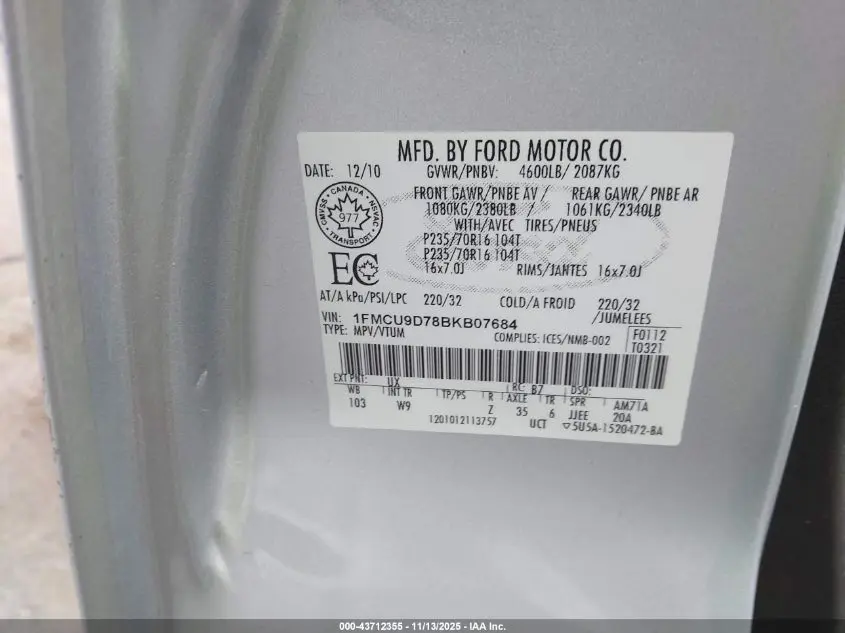 MFD. BY FORD MOTOR CO.
DATE: 12/10 GVWR/PNBV: 4600LB/ 2087KG
FRONT GAWR/PNBE AV / REAR GAWR/ PNBE AR
1080KG/2380LB / 1061KG/2340LB
WITH/AVEC TIRES/PNEUS
P235/70R16 104T
P235/70R16 104T
16x7.0J RIMS/JANTES 16x7.0J
CANADA
SVMAC NSVAC
977
TRANSPORT
EC
AT/A kPa/PSI/LPC 220/32 COLD/A FROID 220/32
VIN: 1FMCU9D78BKB07684 /JUMELEES
TYPE: MPV/VTUM COMPLIES: ICES/NMB-002 F0112
T0321
EXT PNT: UX RC: B7 DSO:
WB INT TR TP/PS R AXLE TR SPR AM71A
103 W9 Z 35 6 JJEE 20A
1201012113757 UCT ▽5U5A-1520472-BA
000-43712355 - 11/13/2025 - IAA Inc.